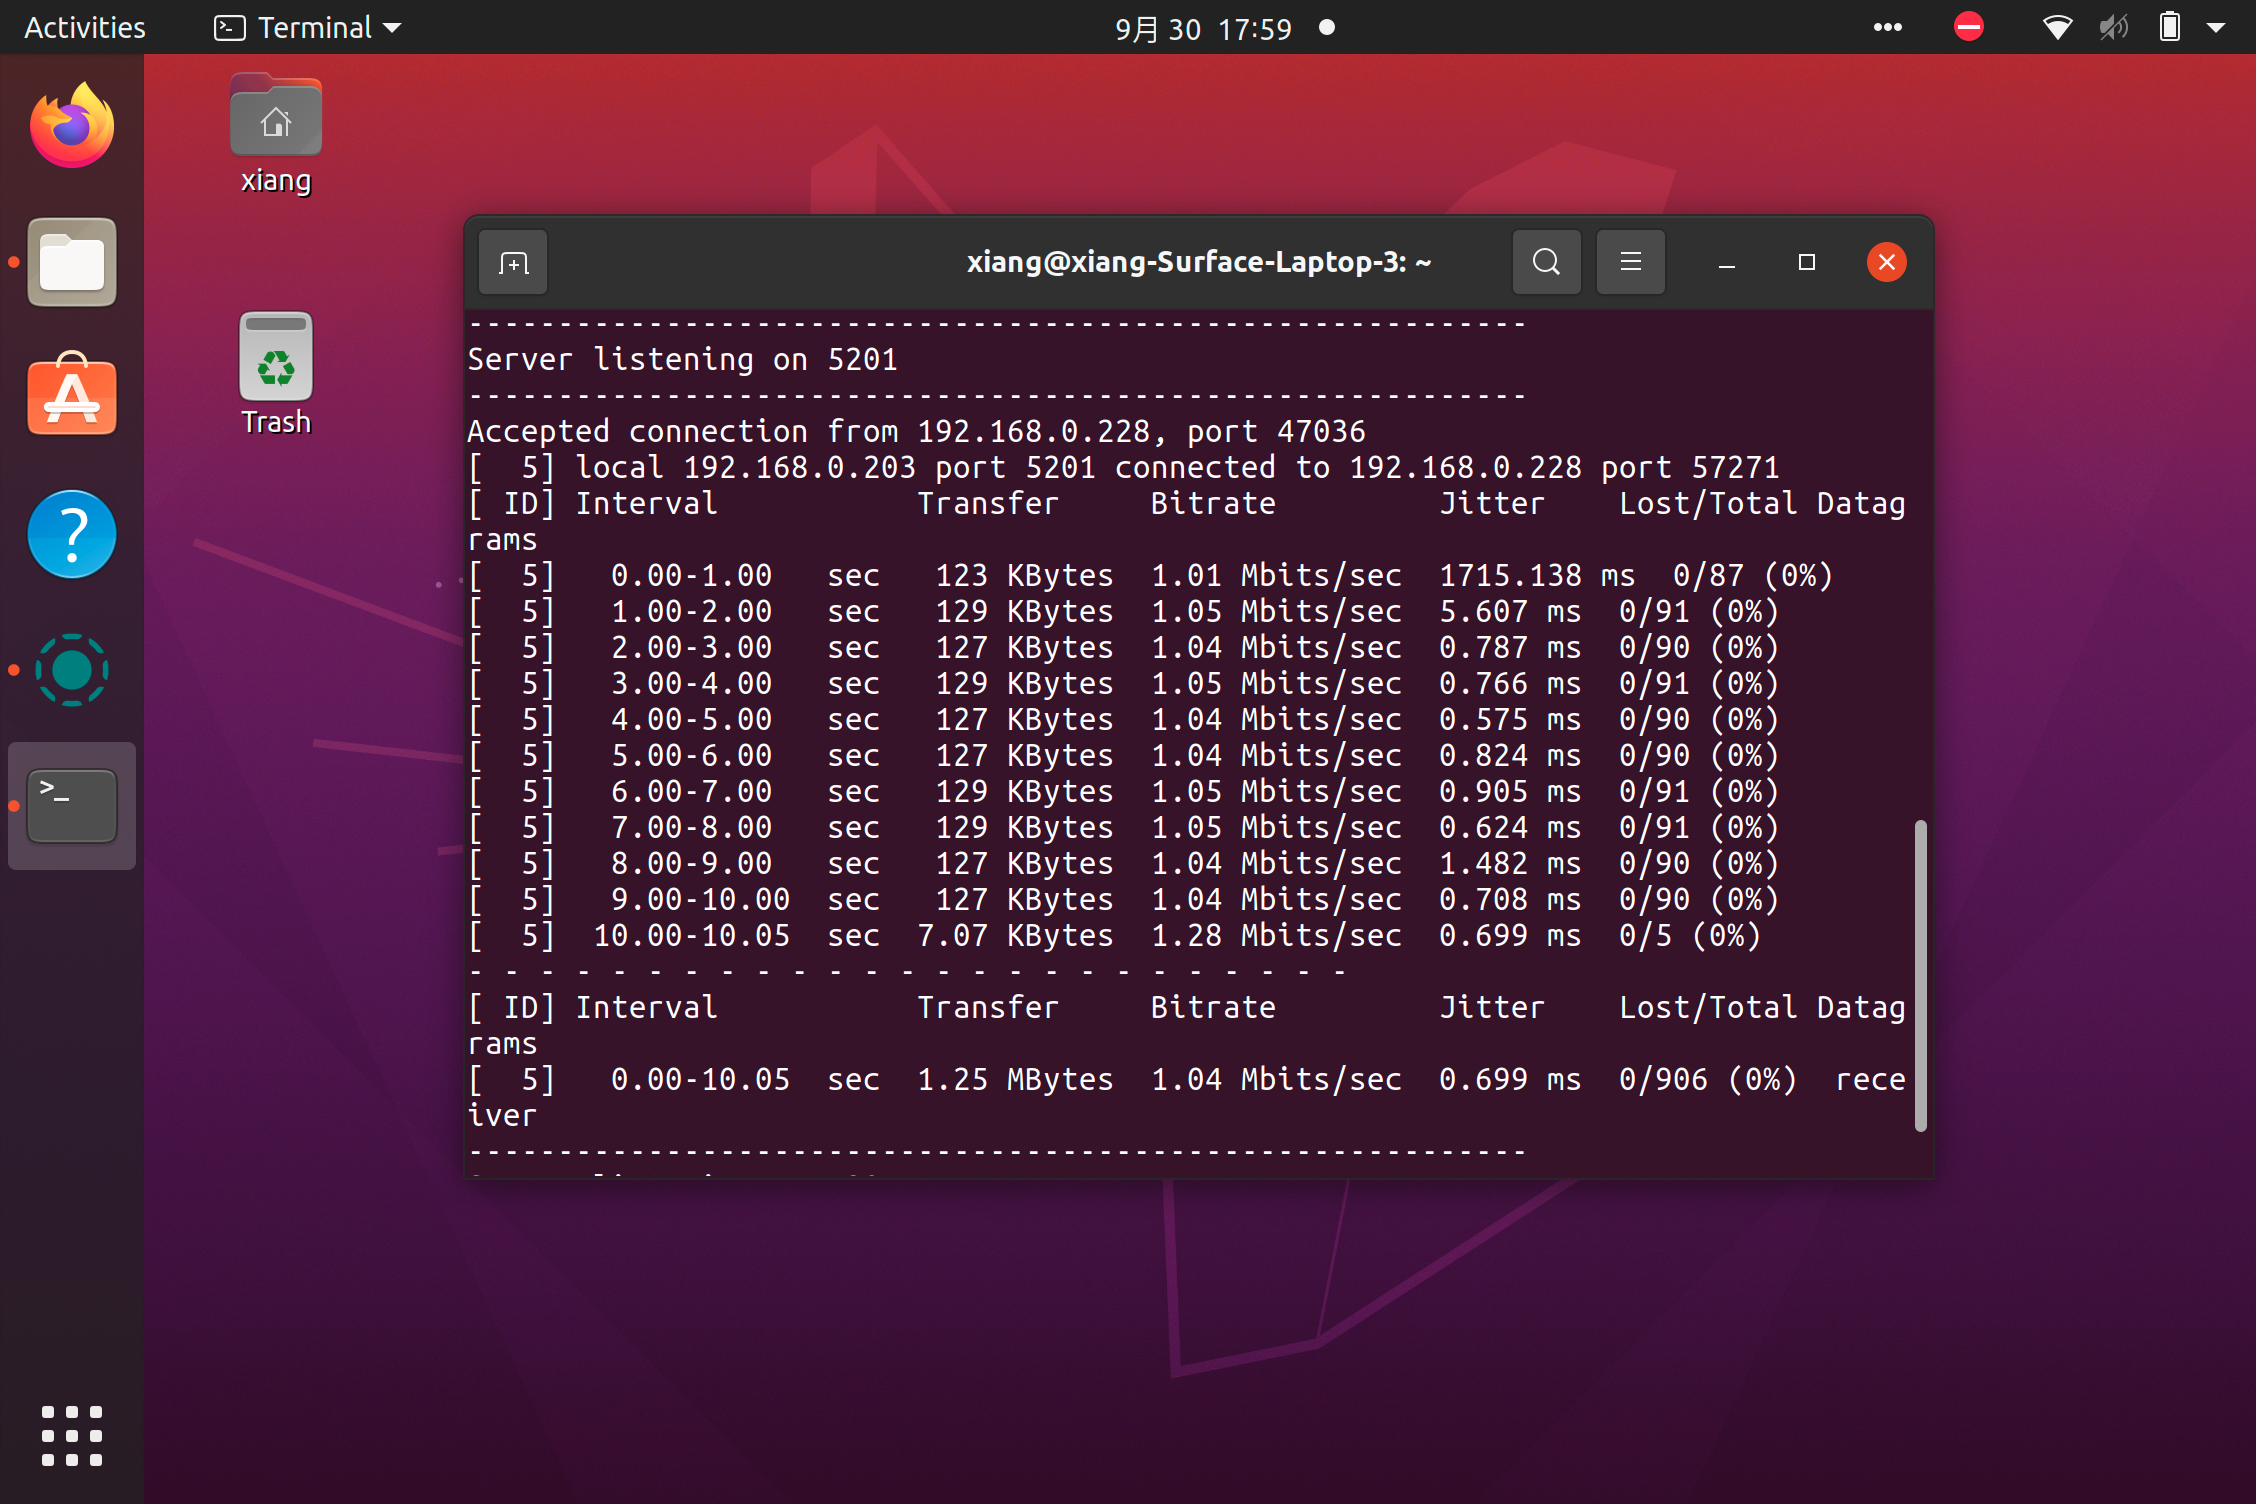 Activities
Terminal
9月 30 17:59
xiang
Trash
xiang@xiang-Surface-Laptop-3: ~
-----------------------------------------------------------
Server listening on 5201
-----------------------------------------------------------
Accepted connection from 192.168.0.228, port 47036
[  5] local 192.168.0.203 port 5201 connected to 192.168.0.228 port 57271
[ ID] Interval           Transfer     Bitrate         Jitter    Lost/Total Datag
rams
[  5]   0.00-1.00   sec   123 KBytes  1.01 Mbits/sec  1715.138 ms  0/87 (0%)
[  5]   1.00-2.00   sec   129 KBytes  1.05 Mbits/sec  5.607 ms  0/91 (0%)
[  5]   2.00-3.00   sec   127 KBytes  1.04 Mbits/sec  0.787 ms  0/90 (0%)
[  5]   3.00-4.00   sec   129 KBytes  1.05 Mbits/sec  0.766 ms  0/91 (0%)
[  5]   4.00-5.00   sec   127 KBytes  1.04 Mbits/sec  0.575 ms  0/90 (0%)
[  5]   5.00-6.00   sec   127 KBytes  1.04 Mbits/sec  0.824 ms  0/90 (0%)
[  5]   6.00-7.00   sec   129 KBytes  1.05 Mbits/sec  0.905 ms  0/91 (0%)
[  5]   7.00-8.00   sec   129 KBytes  1.05 Mbits/sec  0.624 ms  0/91 (0%)
[  5]   8.00-9.00   sec   127 KBytes  1.04 Mbits/sec  1.482 ms  0/90 (0%)
[  5]   9.00-10.00  sec   127 KBytes  1.04 Mbits/sec  0.708 ms  0/90 (0%)
[  5]  10.00-10.05  sec  7.07 KBytes  1.28 Mbits/sec  0.699 ms  0/5 (0%)
- - - - - - - - - - - - - - - - - - - - - - - - -
[ ID] Interval           Transfer     Bitrate         Jitter    Lost/Total Datag
rams
[  5]   0.00-10.05  sec  1.25 MBytes  1.04 Mbits/sec  0.699 ms  0/906 (0%)  rece
iver
-----------------------------------------------------------